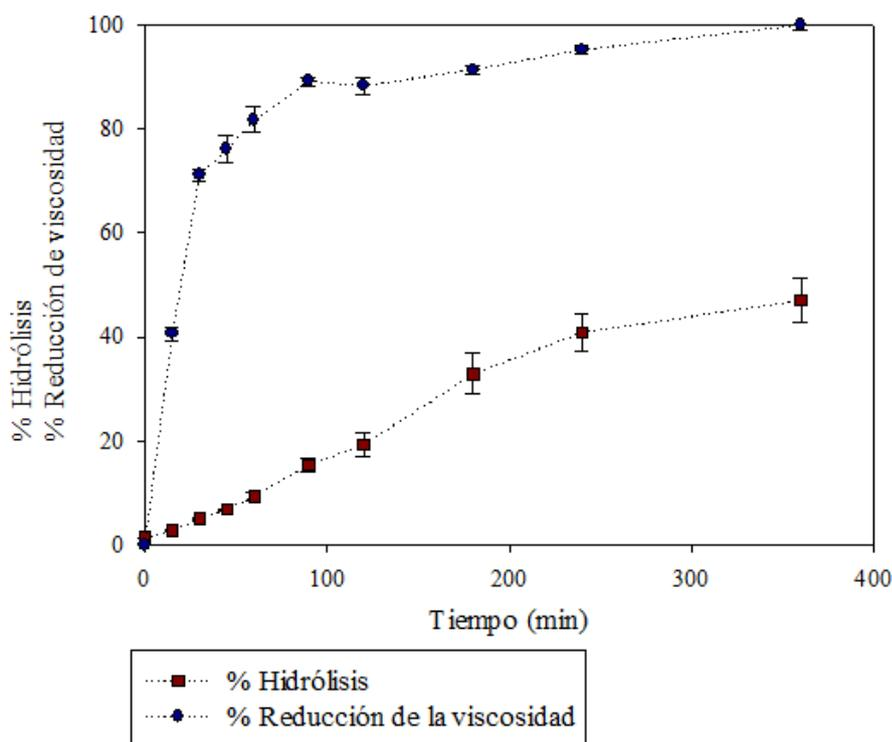 100
80
60
40
20
0
% Hidrólisis
% Reducción de viscosidad
0 100 200 300 400
Tiempo (min)
% Hidrólisis
% Reducción de la viscosidad